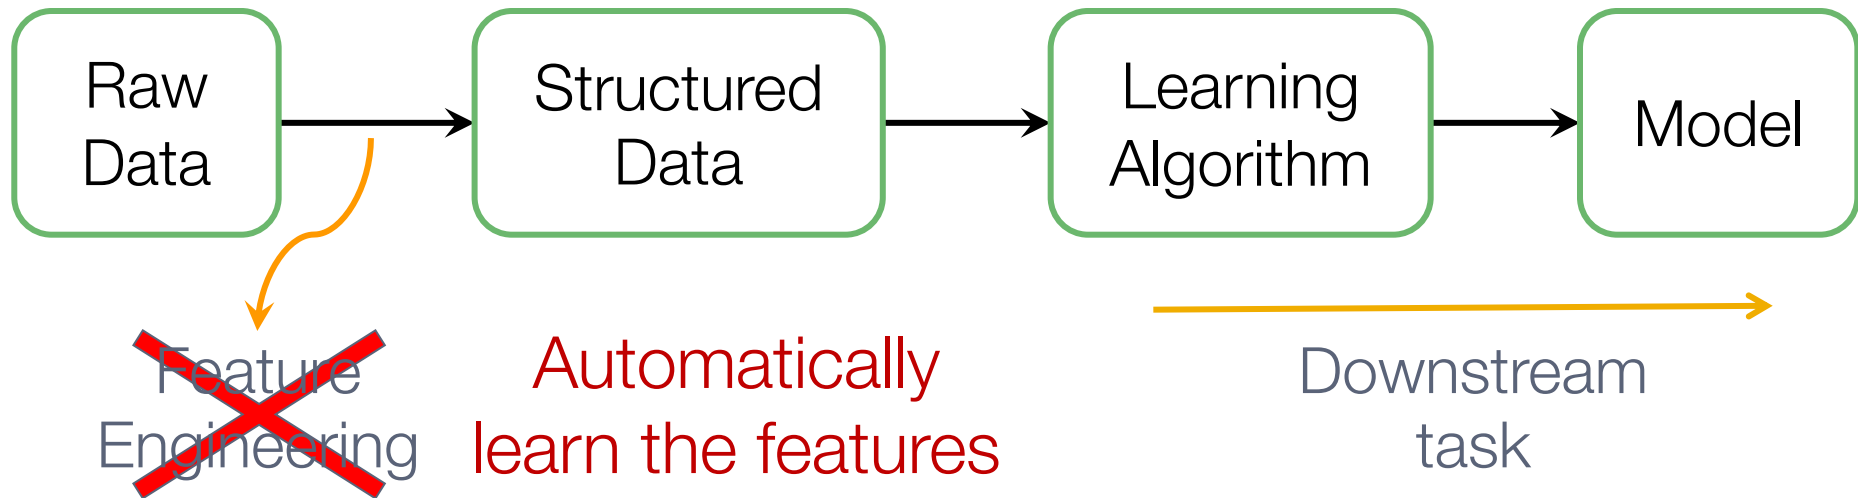 Raw
Data
Structured
Data
Learning
Algorithm
Model
Feature
Engineering
Automatically
learn the features
Downstream
task